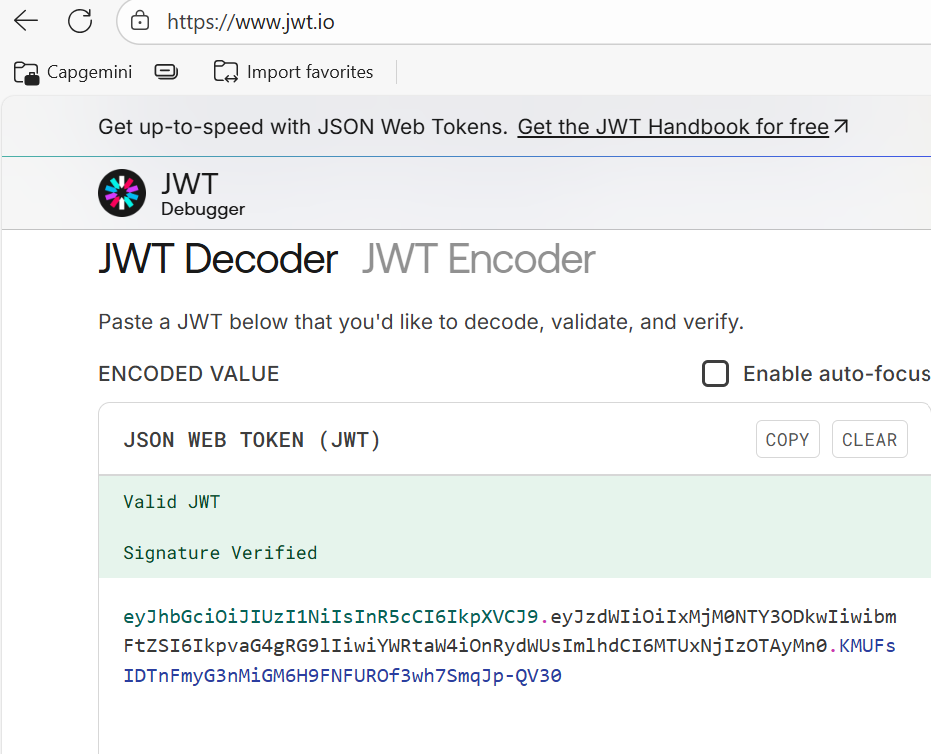 https://www.jwt.io
Capgemini Import favorites
Get up-to-speed with JSON Web Tokens. Get the JWT Handbook for free
JWT
Debugger
JWT Decoder JWT Encoder
Paste a JWT below that you'd like to decode, validate, and verify.
ENCODED VALUE Enable auto-focus
JSON WEB TOKEN (JWT) COPY CLEAR
Valid JWT
Signature Verified
eyJhbGciOiJIUzI1NiIsInR5cCI6IkpXVCJ9.eyJzdWIiOiIxMjM0NTY3ODkwIiwibm
FtZSI6IkpvaG4gRG9lIiwiYWRtaW4iOnRydWUsImlhdCI6MTUxNjIzOTAyMn0.KMUFs
IDTnFmyG3nMiGM6H9FNFUROf3wh7SmqJp-QV30